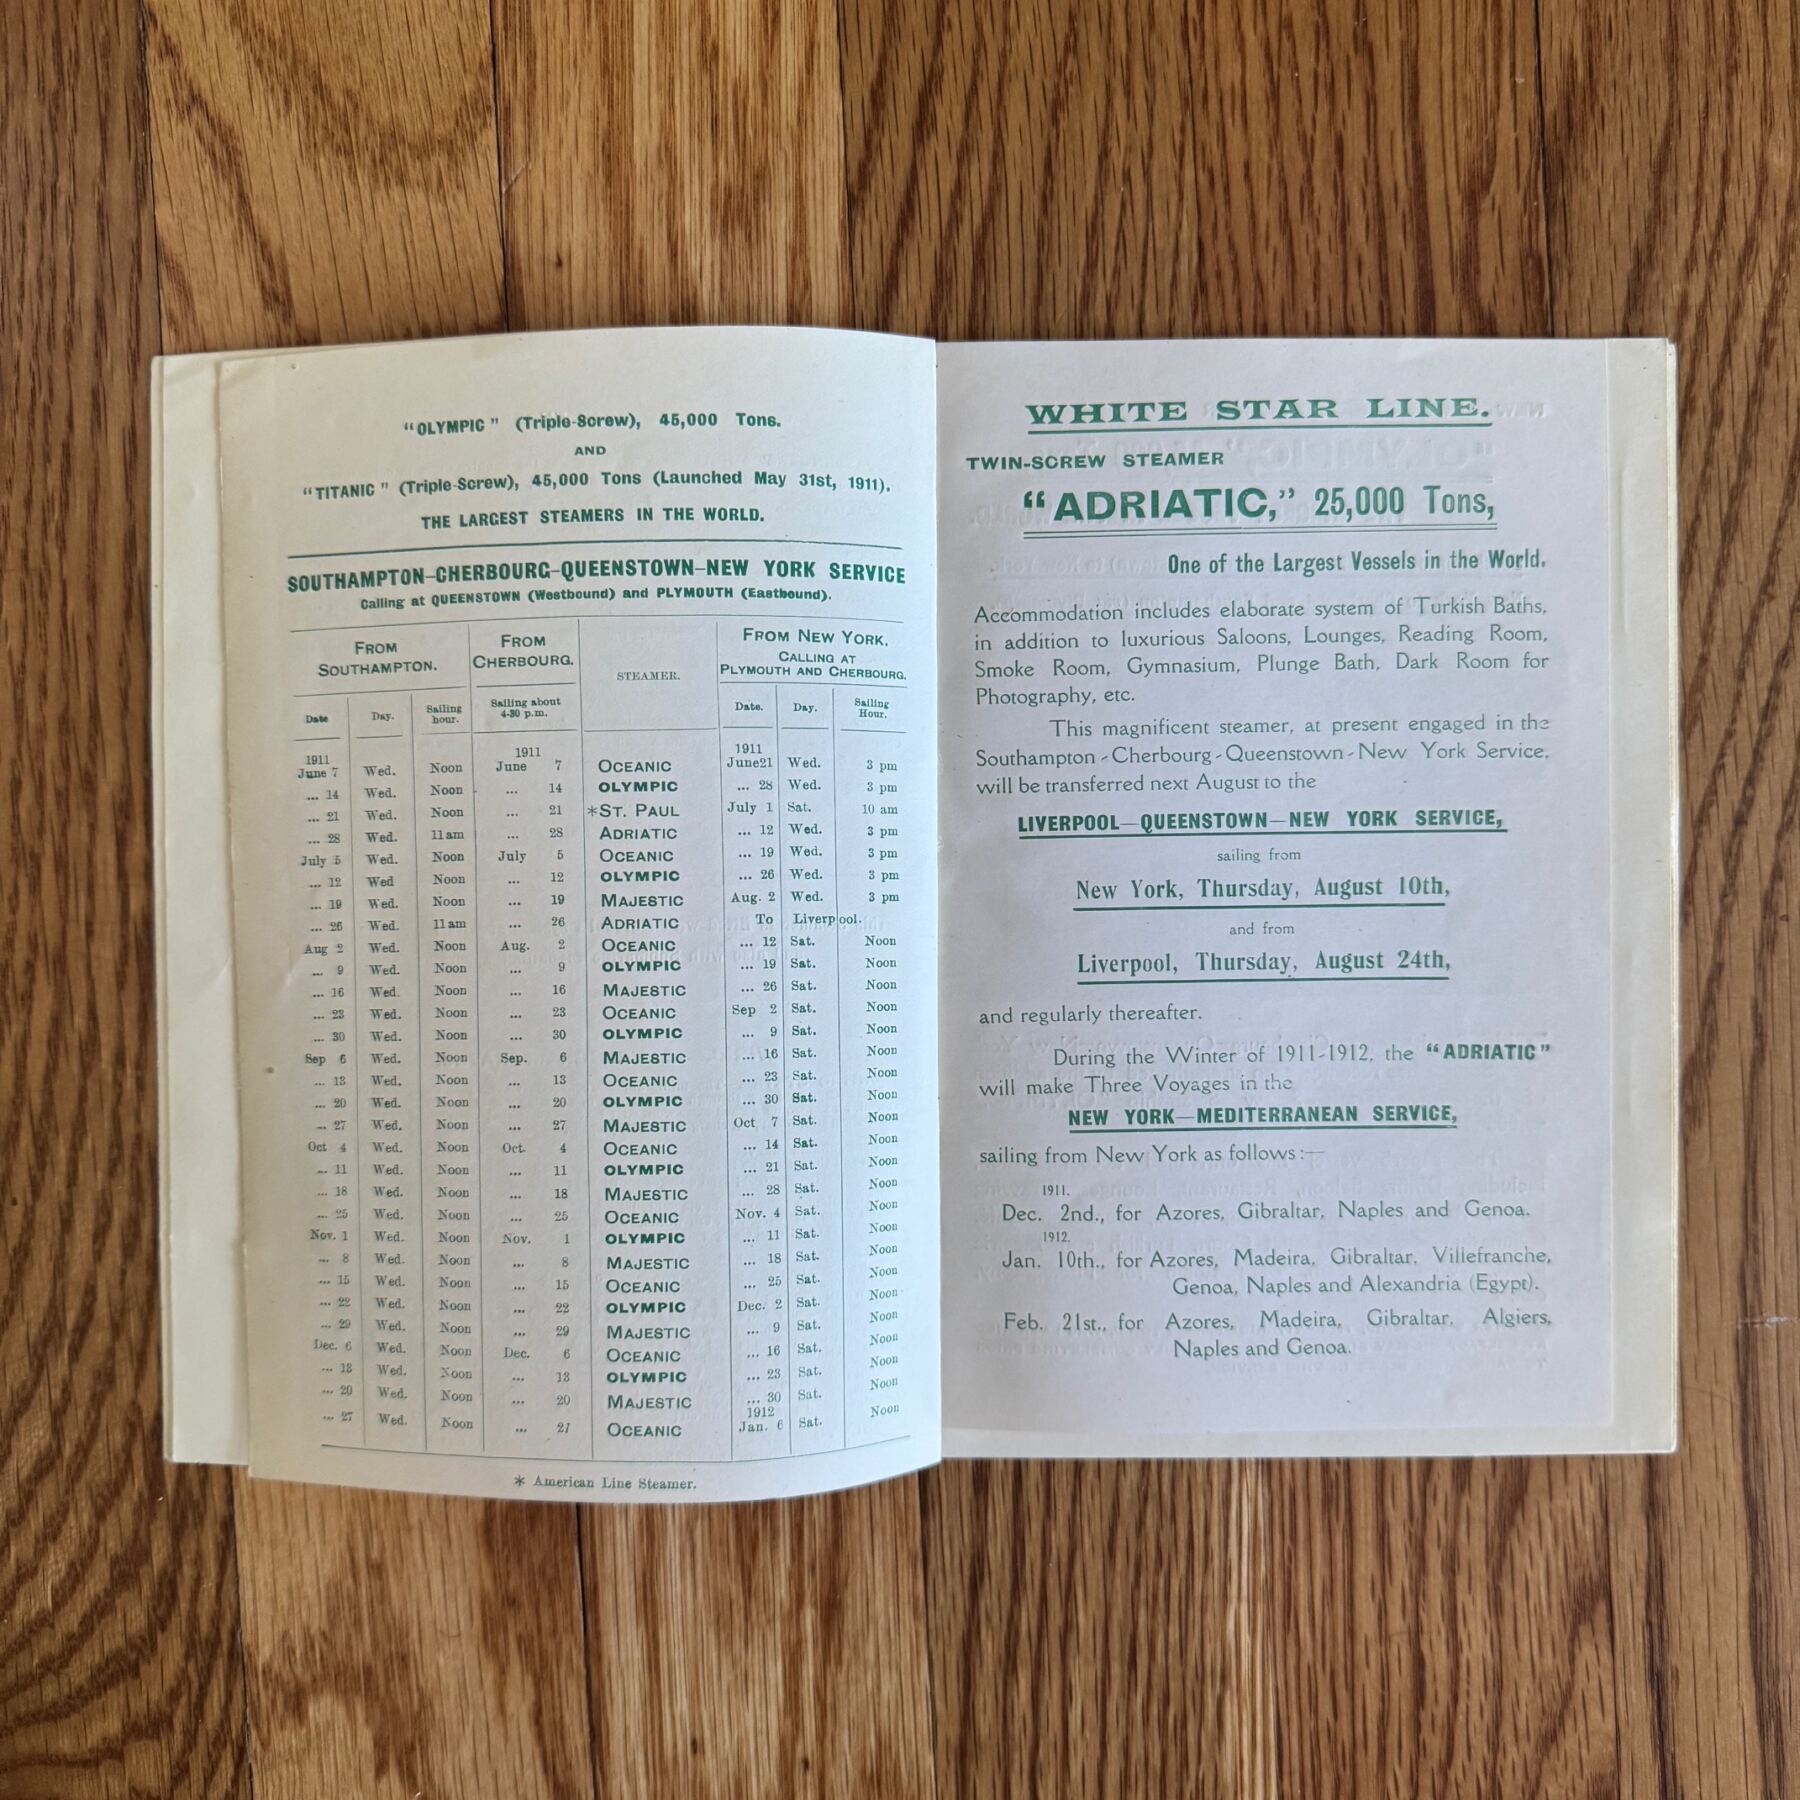 "OLYMPIC" (Triple-Screw), 45,000 Tons.
AND
"TITANIC" (Triple-Screw), 45,000 Tons (Launched May 31st, 1911).
THE LARGEST STEAMERS IN THE WORLD.
SOUTHAMPTON–CHERBOURG–QUEENSTOWN–NEW YORK SERVICE
Calling at QUEENSTOWN (Westbound) and PLYMOUTH (Eastbound).
FROM SOUTHAMPTON. FROM CHERBOURG. STEAMER. FROM NEW YORK. CALLING AT PLYMOUTH AND CHERBOURG.
Date Day. Sailing hour. Sailing about 4-30 p.m. Date. Day. Sailing Hour.
1911 1911 1911
June 7 Wed. Noon June 7 OCEANIC June21 Wed. 3 pm
... 14 Wed. Noon ... 14 OLYMPIC ... 28 Wed. 3 pm
... 21 Wed. Noon ... 21 *ST. PAUL July 1 Sat. 10 am
... 28 Wed. 11am ... 28 ADRIATIC ... 12 Wed. 3 pm
July 5 Wed. Noon July 5 OCEANIC ... 19 Wed. 3 pm
... 12 Wed Noon ... 12 OLYMPIC ... 26 Wed. 3 pm
... 19 Wed. Noon ... 19 MAJESTIC Aug. 2 Wed. 3 pm
... 26 Wed. 11am ... 26 ADRIATIC To Liverpool.
Aug 2 Wed. Noon Aug. 2 OCEANIC ... 12 Sat. Noon
... 9 Wed. Noon ... 9 OLYMPIC ... 19 Sat. Noon
... 16 Wed. Noon ... 16 MAJESTIC ... 26 Sat. Noon
... 23 Wed. Noon ... 23 OCEANIC Sep 2 Sat. Noon
... 30 Wed. Noon ... 30 OLYMPIC ... 9 Sat. Noon
Sep 6 Wed. Noon Sep. 6 MAJESTIC ... 16 Sat. Noon
... 13 Wed. Noon ... 13 OCEANIC ... 23 Sat. Noon
... 20 Wed. Noon ... 20 OLYMPIC ... 30 Sat. Noon
... 27 Wed. Noon ... 27 MAJESTIC Oct 7 Sat. Noon
Oct 4 Wed. Noon Oct. 4 OCEANIC ... 14 Sat. Noon
... 11 Wed. Noon ... 11 OLYMPIC ... 21 Sat. Noon
... 18 Wed. Noon ... 18 MAJESTIC ... 28 Sat. Noon
... 25 Wed. Noon ... 25 OCEANIC Nov. 4 Sat. Noon
Nov. 1 Wed. Noon Nov. 1 OLYMPIC ... 11 Sat. Noon
... 8 Wed. Noon ... 8 MAJESTIC ... 18 Sat. Noon
... 15 Wed. Noon ... 15 OCEANIC ... 25 Sat. Noon
... 22 Wed. Noon ... 22 OLYMPIC Dec. 2 Sat. Noon
... 29 Wed. Noon ... 29 MAJESTIC ... 9 Sat. Noon
Dec. 6 Wed. Noon Dec. 6 OCEANIC ... 16 Sat. Noon
... 13 Wed. Noon ... 13 OLYMPIC ... 23 Sat. Noon
... 20 Wed. Noon ... 20 MAJESTIC ... 30 Sat. Noon
1912
... 27 Wed. Noon ... 27 OCEANIC Jan. 6 Sat. Noon
* American Line Steamer.
WHITE STAR LINE.
TWIN-SCREW STEAMER
"ADRIATIC," 25,000 Tons,
One of the Largest Vessels in the World.
Accommodation includes elaborate system of Turkish Baths,
in addition to luxurious Saloons, Lounges, Reading Room,
Smoke Room, Gymnasium, Plunge Bath, Dark Room for
Photography, etc.
This magnificent steamer, at present engaged in the
Southampton-Cherbourg-Queenstown-New York Service,
will be transferred next August to the
LIVERPOOL—QUEENSTOWN—NEW YORK SERVICE,
sailing from
New York, Thursday, August 10th,
and from
Liverpool, Thursday, August 24th,
and regularly thereafter.
During the Winter of 1911-1912, the "ADRIATIC"
will make Three Voyages in the
NEW YORK—MEDITERRANEAN SERVICE,
sailing from New York as follows:—
1911.
Dec. 2nd., for Azores, Gibraltar, Naples and Genoa.
1912.
Jan. 10th., for Azores, Madeira, Gibraltar, Villefranche,
Genoa, Naples and Alexandria (Egypt).
Feb. 21st., for Azores, Madeira, Gibraltar, Algiers,
Naples and Genoa.